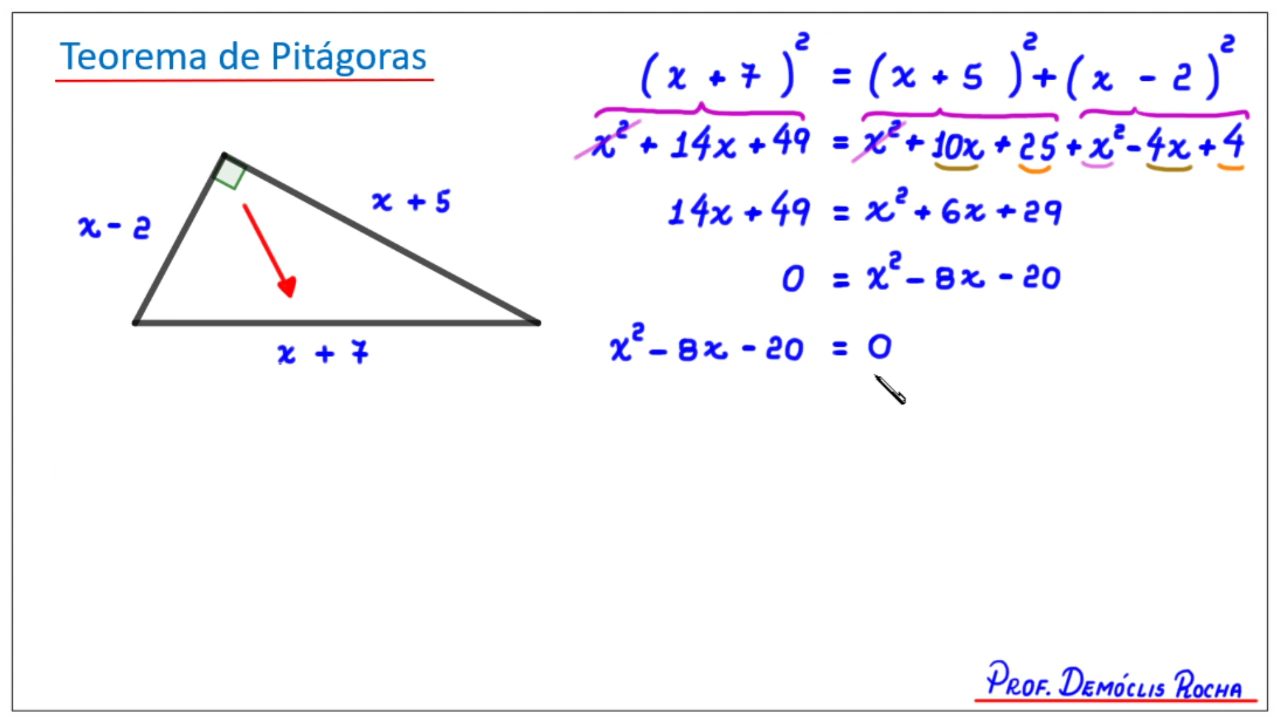 Teorema de Pitágoras
(x + 7)² = (x + 5)² + (x - 2)²
x² + 14x + 49 = x² + 10x + 25 + x² - 4x + 4
14x + 49 = x² + 6x + 29
0 = x² - 8x - 20
x² - 8x - 20 = 0
x - 2
x + 5
x + 7
PROF. DEMÓCLIS ROCHA